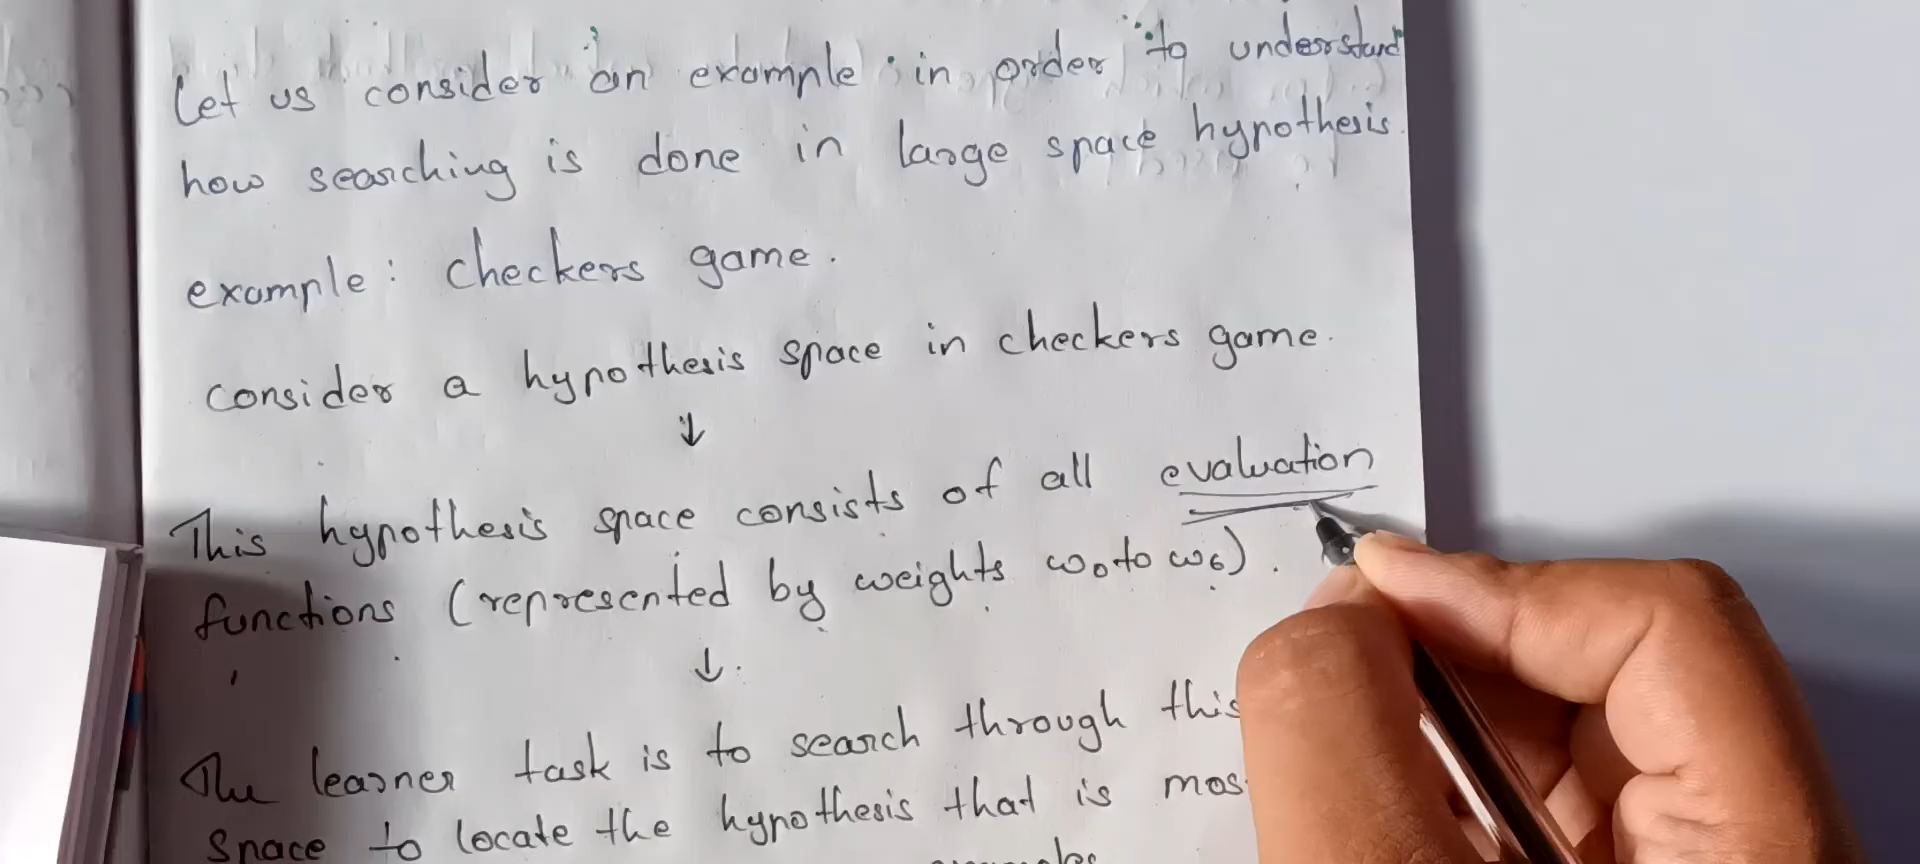 Let us consider an example in order to understand
how searching is done in large space hypothesis.
example: checkers game.
consider a hypothesis space in checkers game.
↓
This hypothesis space consists of all evaluation
functions (represented by weights w0 to w6).
↓
The learner task is to search through this
space to locate the hypothesis that is mos